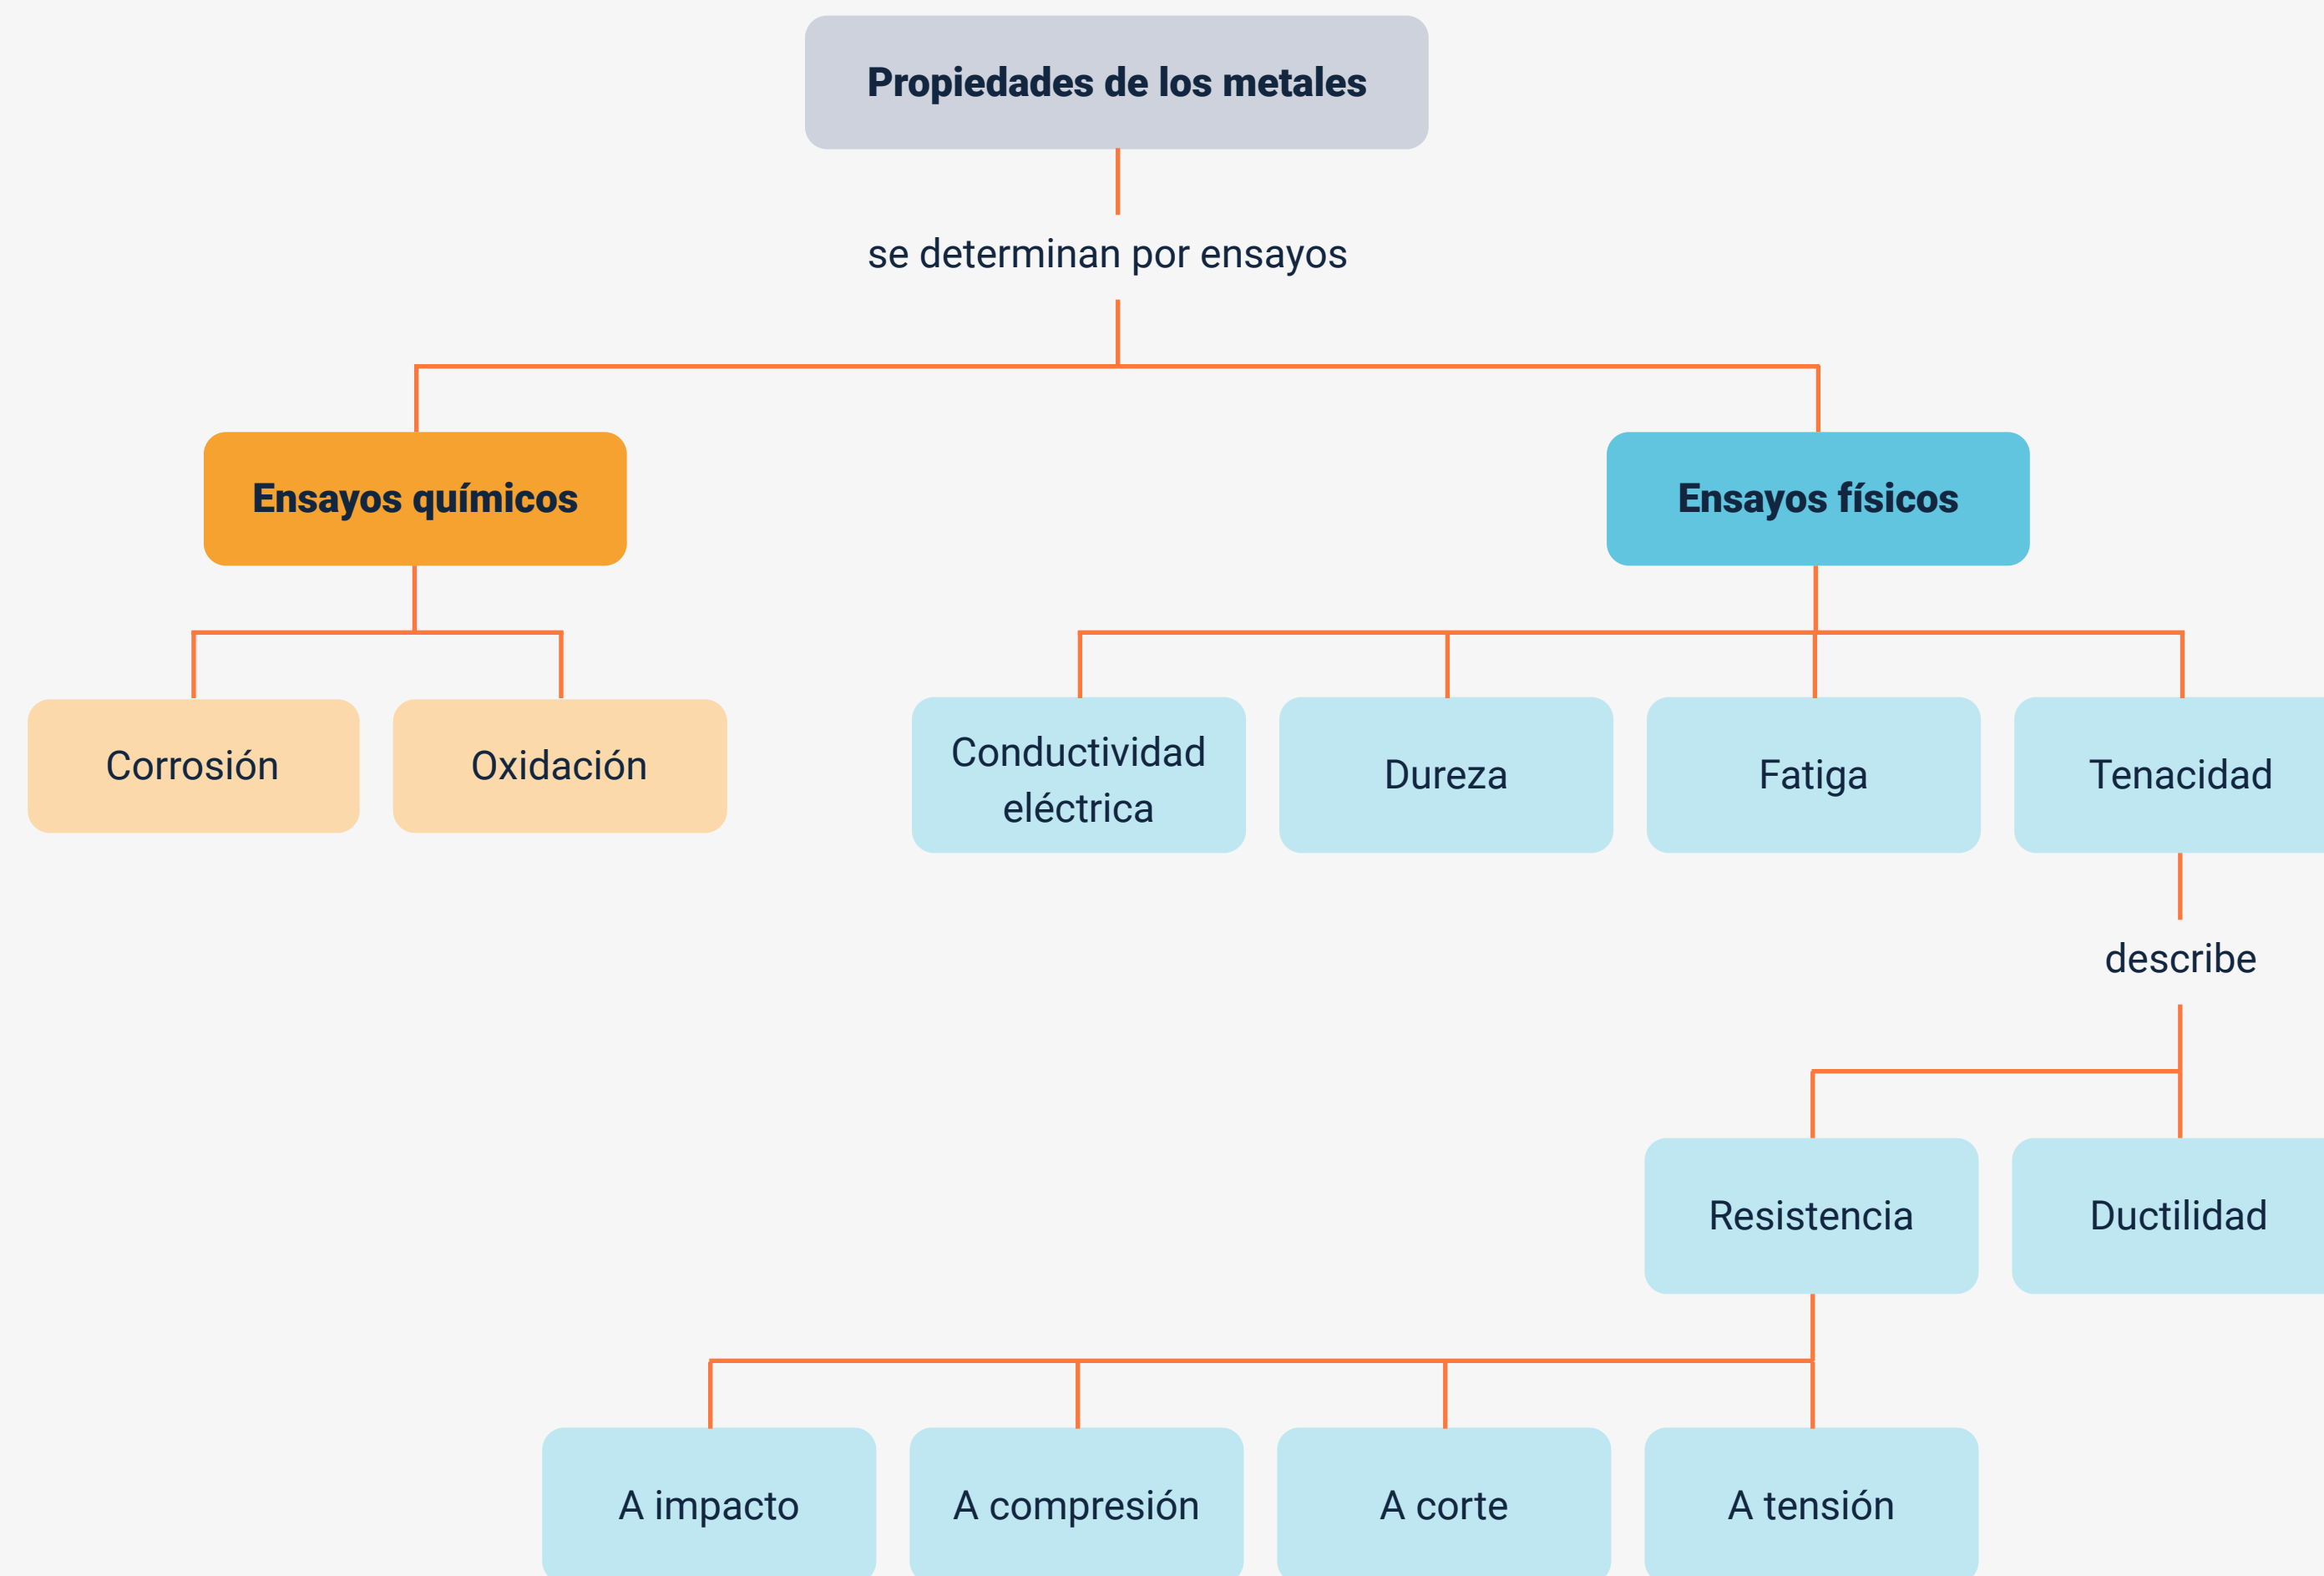 Propiedades de los metales
se determinan por ensayos
Ensayos químicos
Ensayos físicos
Corrosión
Oxidación
Conductividad
eléctrica
Dureza
Fatiga
Tenacidad
describe
Resistencia
Ductilidad
A impacto
A compresión
A corte
A tensión